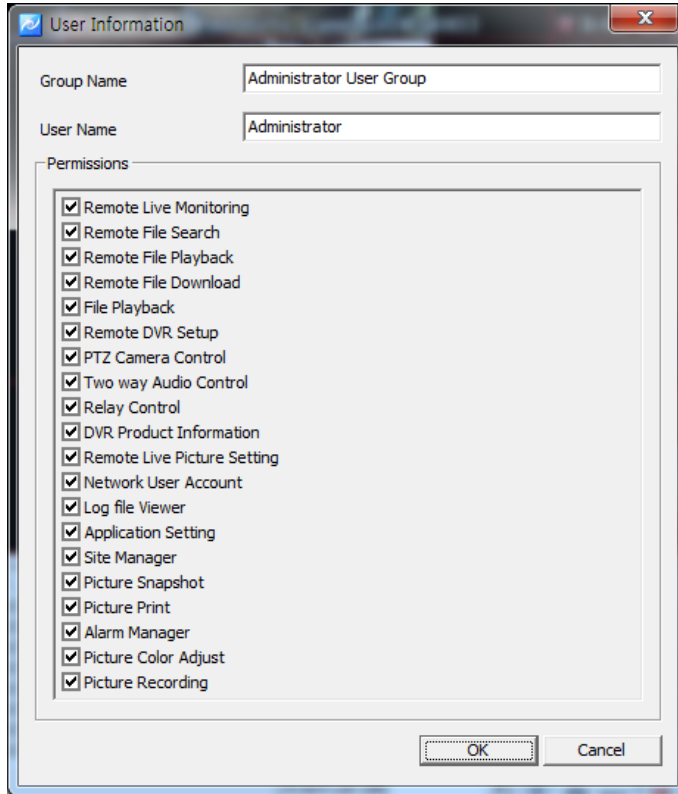 User Information
Group Name
Administrator User Group
User Name
Administrator
Permissions
Remote Live Monitoring
Remote File Search
Remote File Playback
Remote File Download
File Playback
Remote DVR Setup
PTZ Camera Control
Two way Audio Control
Relay Control
DVR Product Information
Remote Live Picture Setting
Network User Account
Log file Viewer
Application Setting
Site Manager
Picture Snapshot
Picture Print
Alarm Manager
Picture Color Adjust
Picture Recording
OK
Cancel